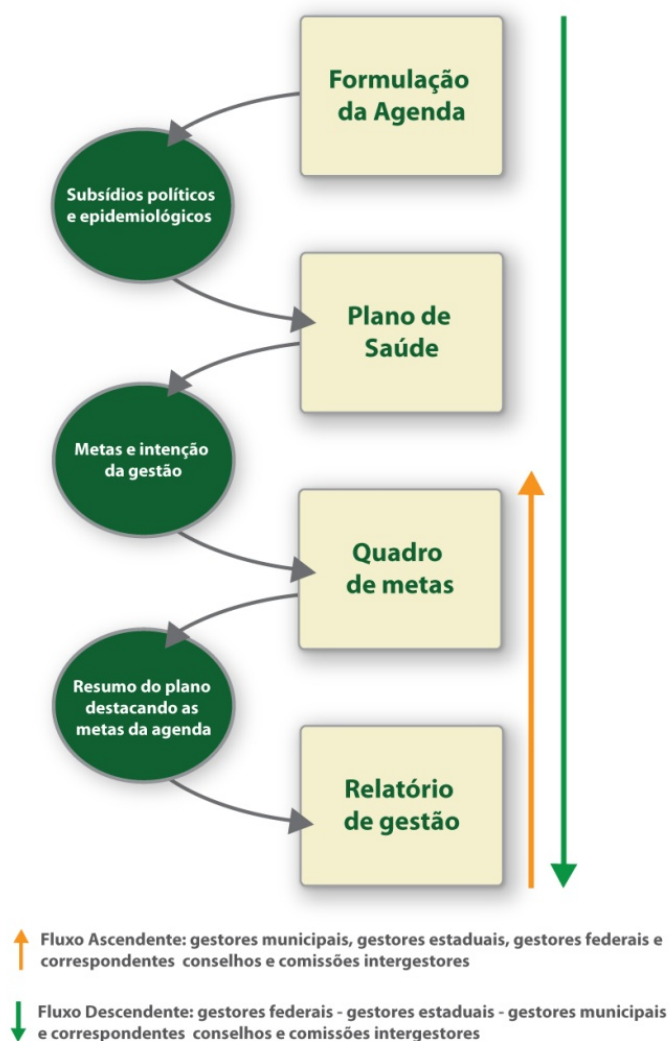 Formulação
da Agenda
Subsídios políticos
e epidemiológicos
Plano de
Saúde
Metas e intenção
da gestão
Quadro
de metas
Resumo do plano
destacando as
metas da agenda
Relatório
de gestão
Fluxo Ascendente: gestores municipais, gestores estaduais, gestores federais e
correspondentes conselhos e comissões intergestores
Fluxo Descendente: gestores federais - gestores estaduais - gestores municipais
e correspondentes conselhos e comissões intergestores